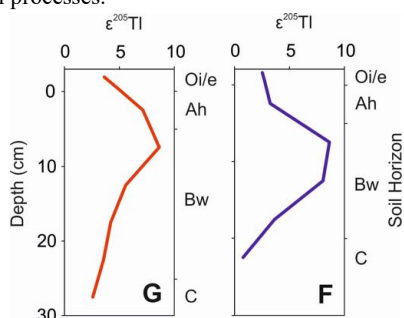 processes.
ε²⁰⁵Tl ε²⁰⁵Tl
0 5 10 0 5 10
Oi/e Oi/e
0 Ah Ah
10
Bw Bw
20
C
30 G C F
Depth (cm)
Soil Horizon